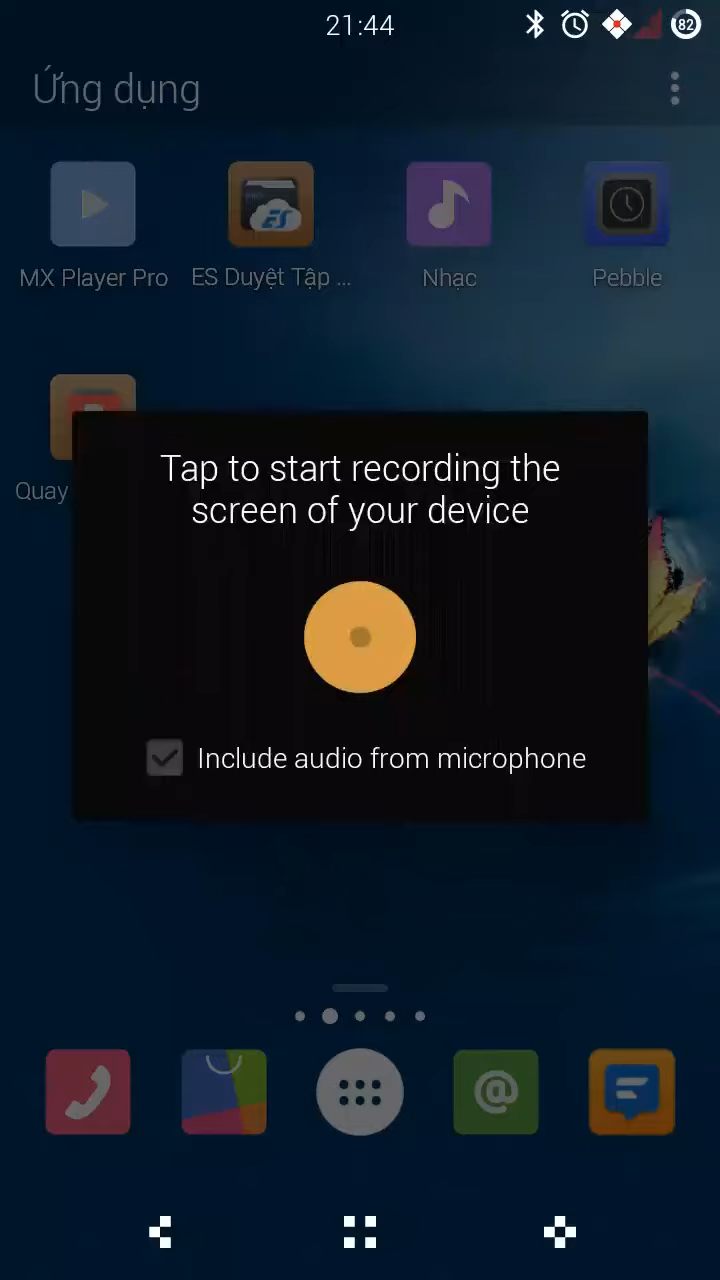 21:44
82
Ứng dụng
MX Player Pro
ES Duyệt Tập ...
Nhạc
Pebble
Quay
Tap to start recording the
screen of your device
Include audio from microphone